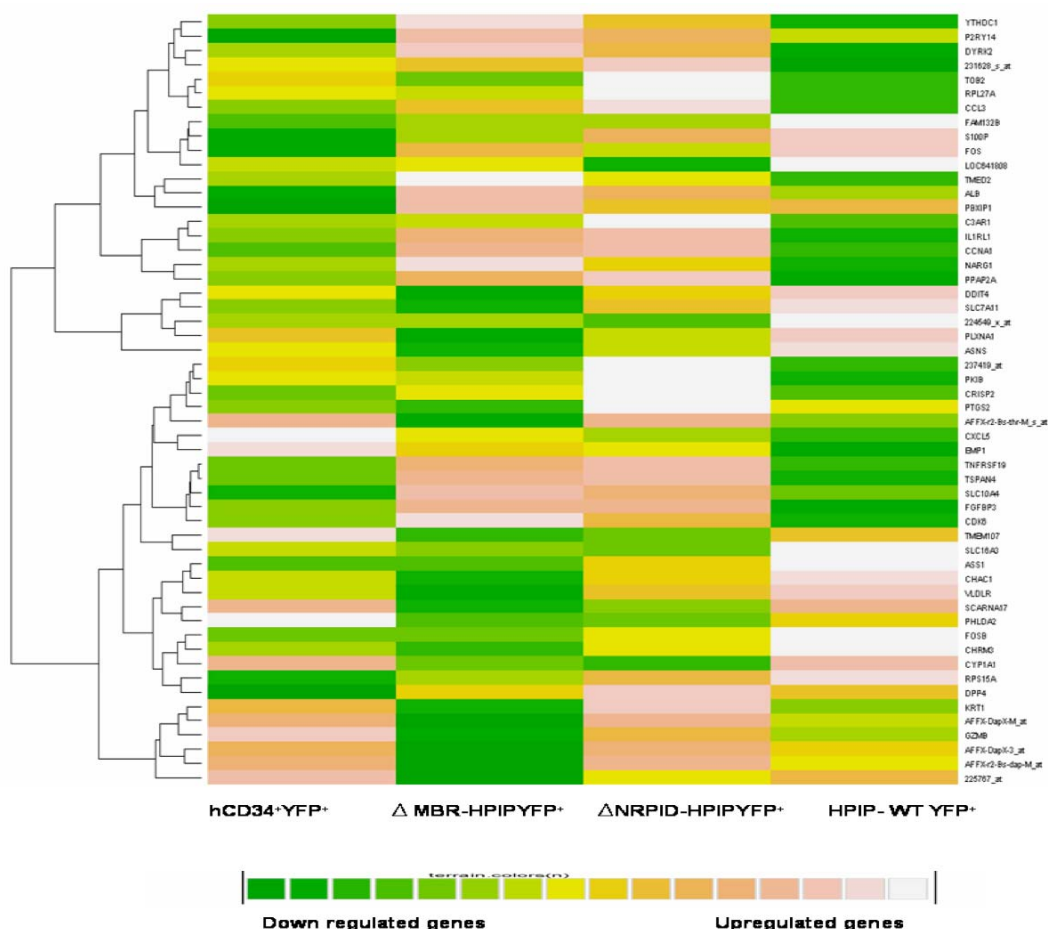 YTHDC1
P2RY14
DYRK2
231628_s_at
TOB2
RPL27A
CCL3
FAM132B
S100P
FOS
LOC641808
TMED2
ALB
PBXIP1
C3AR1
IL1RL1
CCNA1
NARG1
PPAP2A
DDIT4
SLC7A11
224549_x_at
PLXNA1
ASNS
237419_at
PKIB
CRISP2
PTGS2
AFFX-r2-Bs-thr-M_s_at
CXCL5
EMP1
TNFRSF19
TSPAN4
SLC10A4
FGFBP3
CDK6
TMEM107
SLC16A3
ASS1
CHAC1
VLDLR
SCARNA17
PHLDA2
FOSB
CHRM3
CYP1A1
RPS15A
DPP4
KRT1
AFFX-DapX-M_at
GZMB
AFFX-DapX-3_at
AFFX-r2-Bs-dap-M_at
225767_at
hCD34⁺YFP⁺ Δ MBR-HPIPYFP⁺ ΔNRPID-HPIPYFP⁺ HPIP- WT YFP⁺
terrain.colors(n)
Down regulated genes Upregulated genes